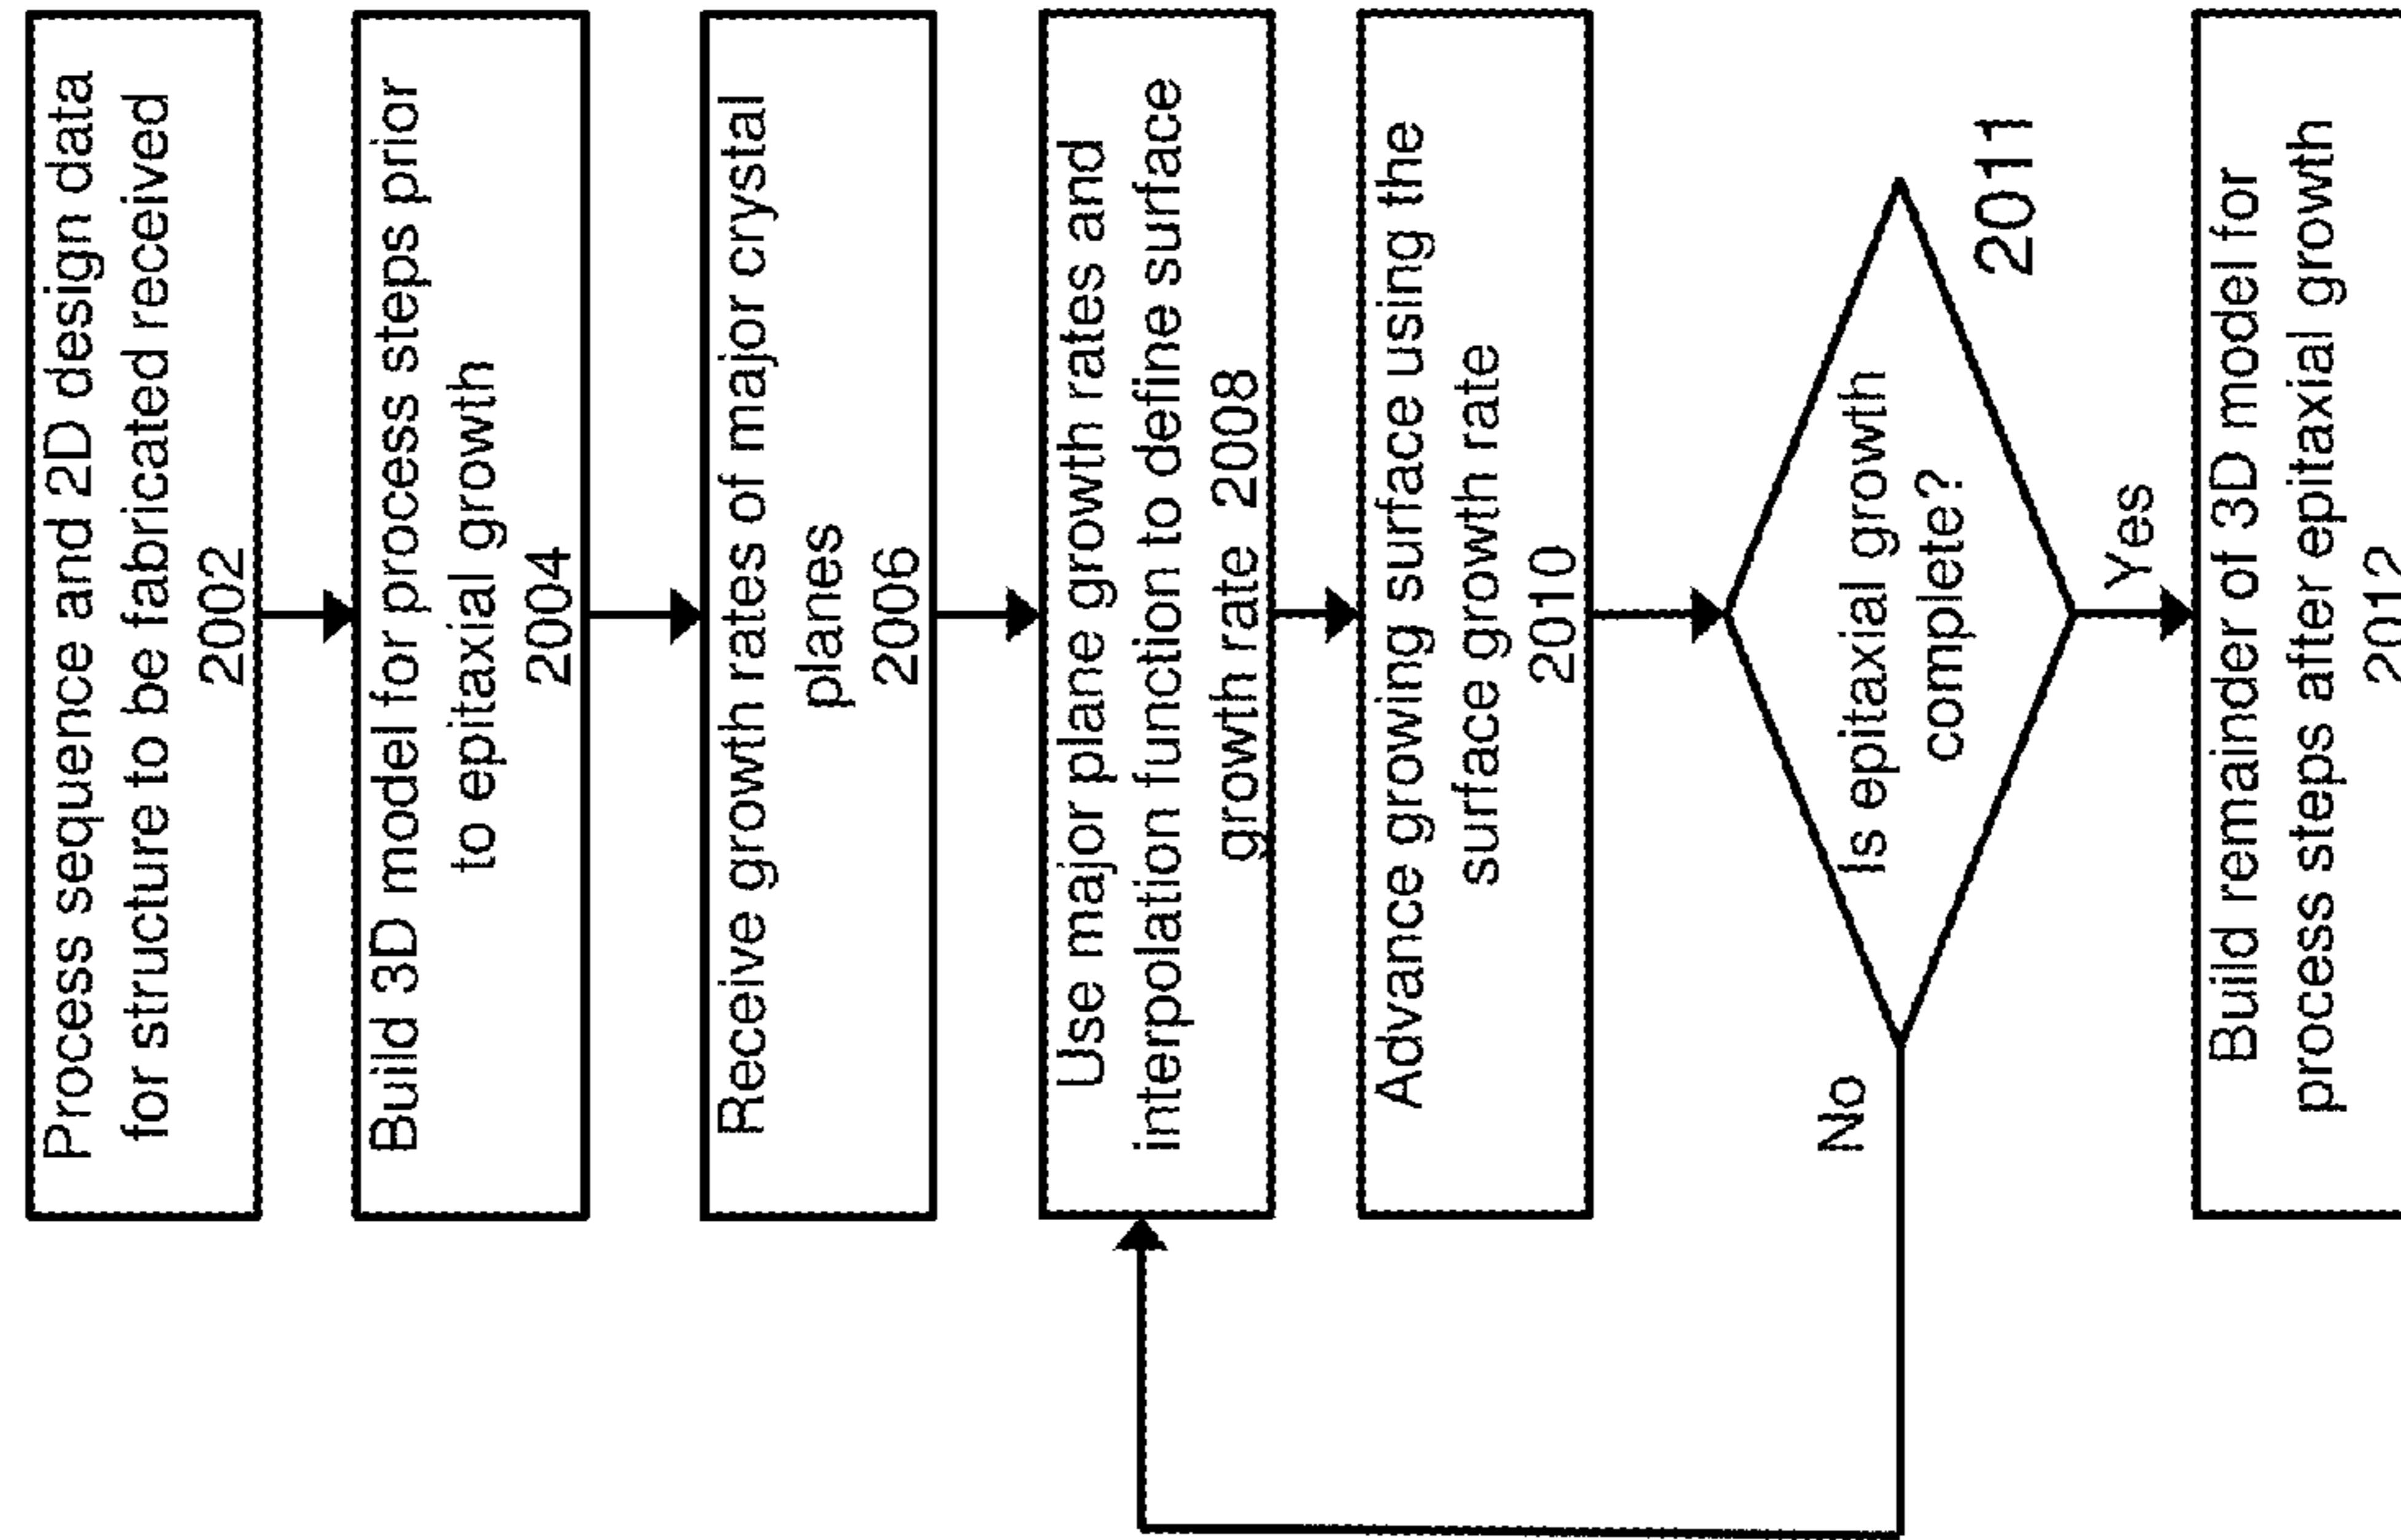 Process sequence and 2D design data
for structure to be fabricated received
2002
Build 3D model for process steps prior
to epitaxial growth
2004
Receive growth rates of major crystal
planes
2006
Use major plane growth rates and
interpolation function to define surface
growth rate 2008
Advance growing surface using the
surface growth rate
2010
Is epitaxial growth
complete?
2011
No
Yes
Build remainder of 3D model for
process steps after epitaxial growth
2012